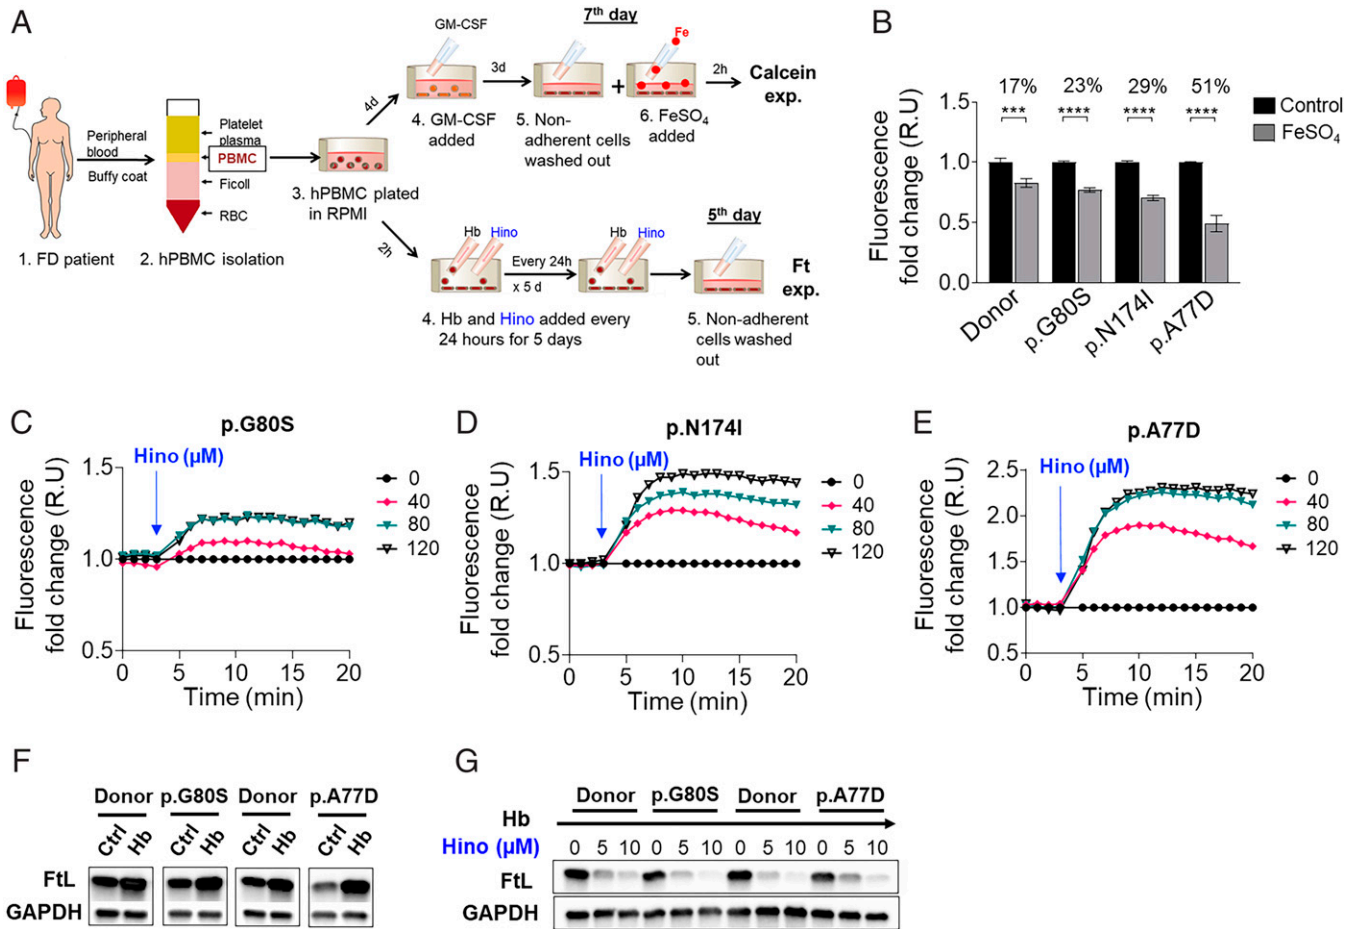 A
7th day
GM-CSF
Fe
3d
+
2h
Calcein
exp.
4d
4. GM-CSF
added
5. Non-
adherent cells
washed out
6. FeSO4
added
Peripheral
blood
Buffy coat
Platelet
plasma
PBMC
Ficoll
RBC
1. FD patient
2. hPBMC isolation
3. hPBMC plated
in RPMI
2h
Hb Hino
Every 24h
x 5 d
Hb Hino
5th day
Ft
exp.
4. Hb and Hino added every
24 hours for 5 days
5. Non-adherent
cells washed
out
B
17% 23% 29% 51%
*** **** **** ****
Control
FeSO4
Fluorescence
fold change (R.U)
1.5
1.0
0.5
0.0
Donor
p.G80S
p.N174I
p.A77D
C
p.G80S
Hino (µM)
Fluorescence
fold change (R.U)
1.5
1.0
0.5
0
40
80
120
0 5 10 15 20
Time (min)
D
p.N174I
Hino (µM)
Fluorescence
fold change (R.U)
1.5
1.0
0.5
0
40
80
120
0 5 10 15 20
Time (min)
E
p.A77D
Hino (µM)
Fluorescence
fold change (R.U)
2.5
2.0
1.5
1.0
0.5
0
40
80
120
0 5 10 15 20
Time (min)
F
Donor p.G80S Donor p.A77D
Ctrl Hb Ctrl Hb Ctrl Hb Ctrl Hb
FtL
GAPDH
G
Donor p.G80S Donor p.A77D
Hb
Hino (µM) 0 5 10 0 5 10 0 5 10 0 5 10
FtL
GAPDH